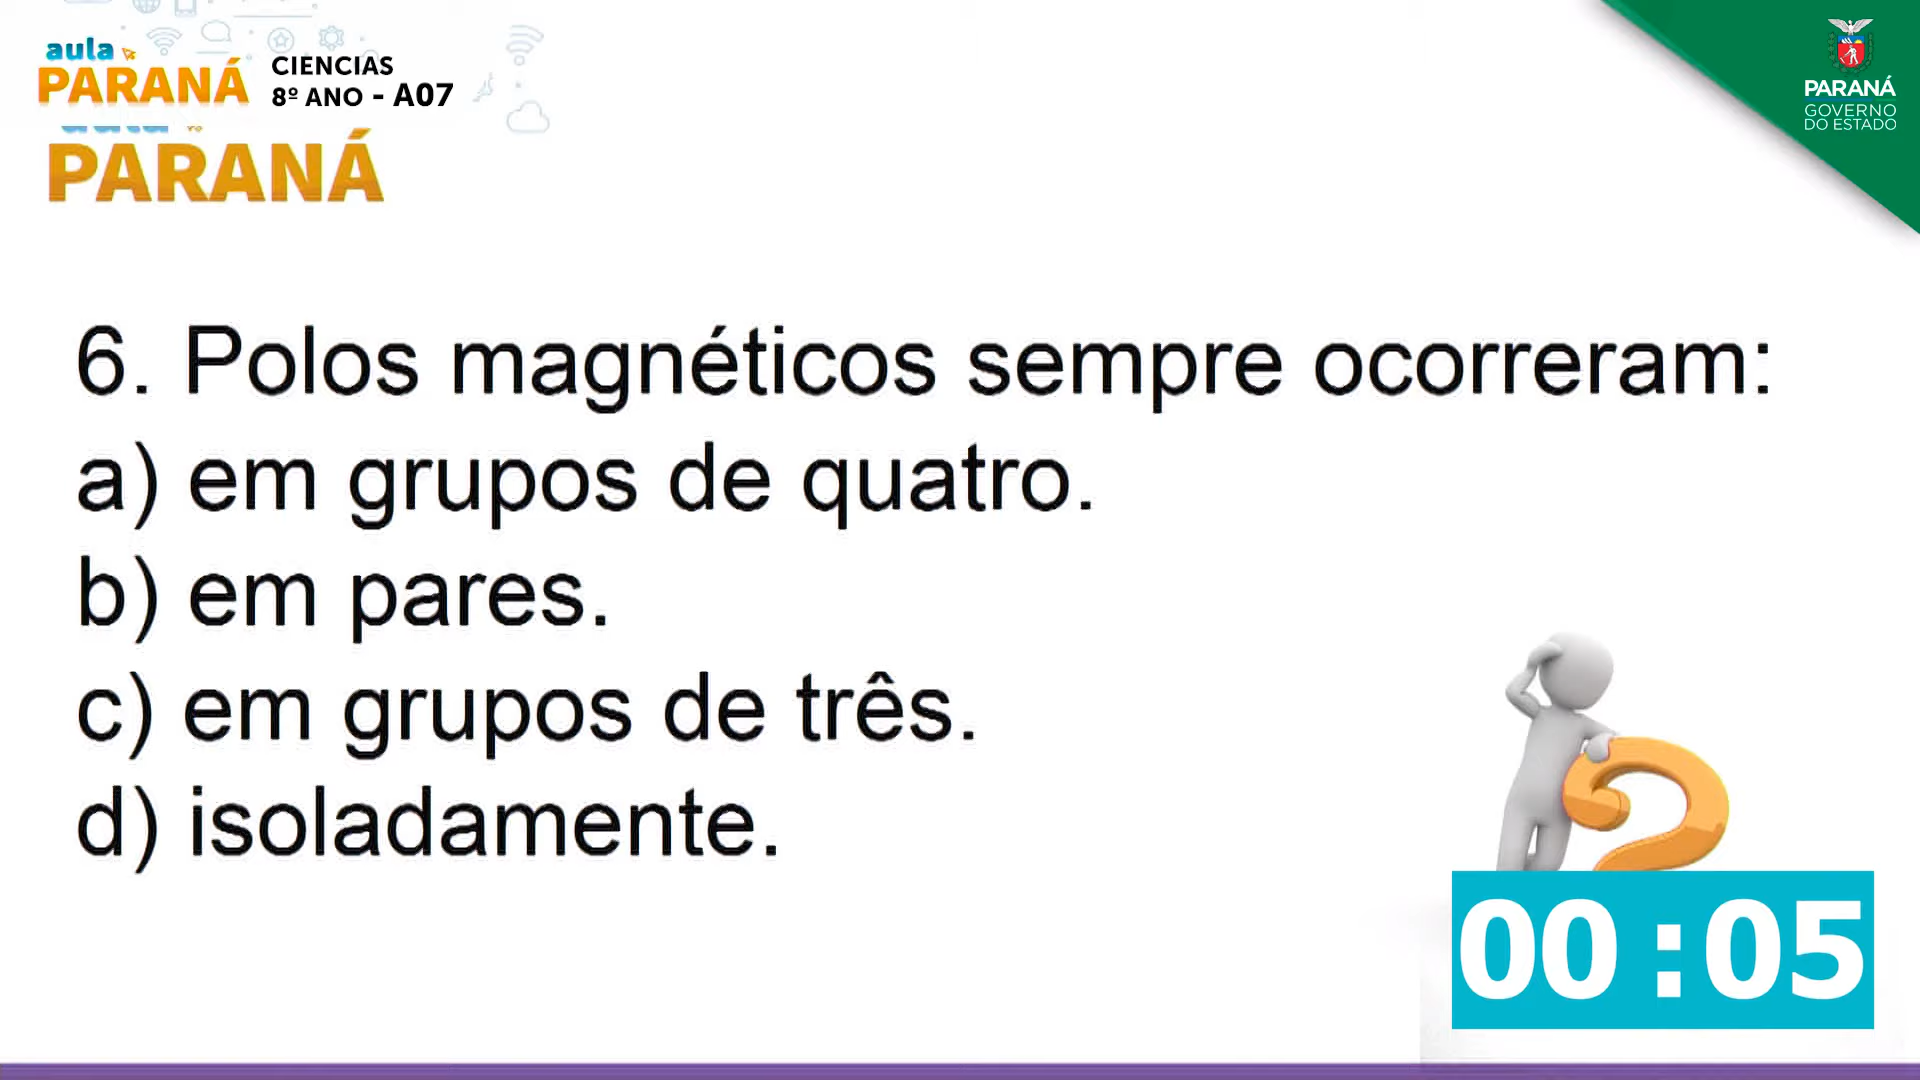 aula
PARANÁ
CIENCIAS
8º ANO - A07
PARANÁ
GOVERNO
DO ESTADO
PARANÁ
6. Polos magnéticos sempre ocorreram:
a) em grupos de quatro.
b) em pares.
c) em grupos de três.
d) isoladamente.
00:05